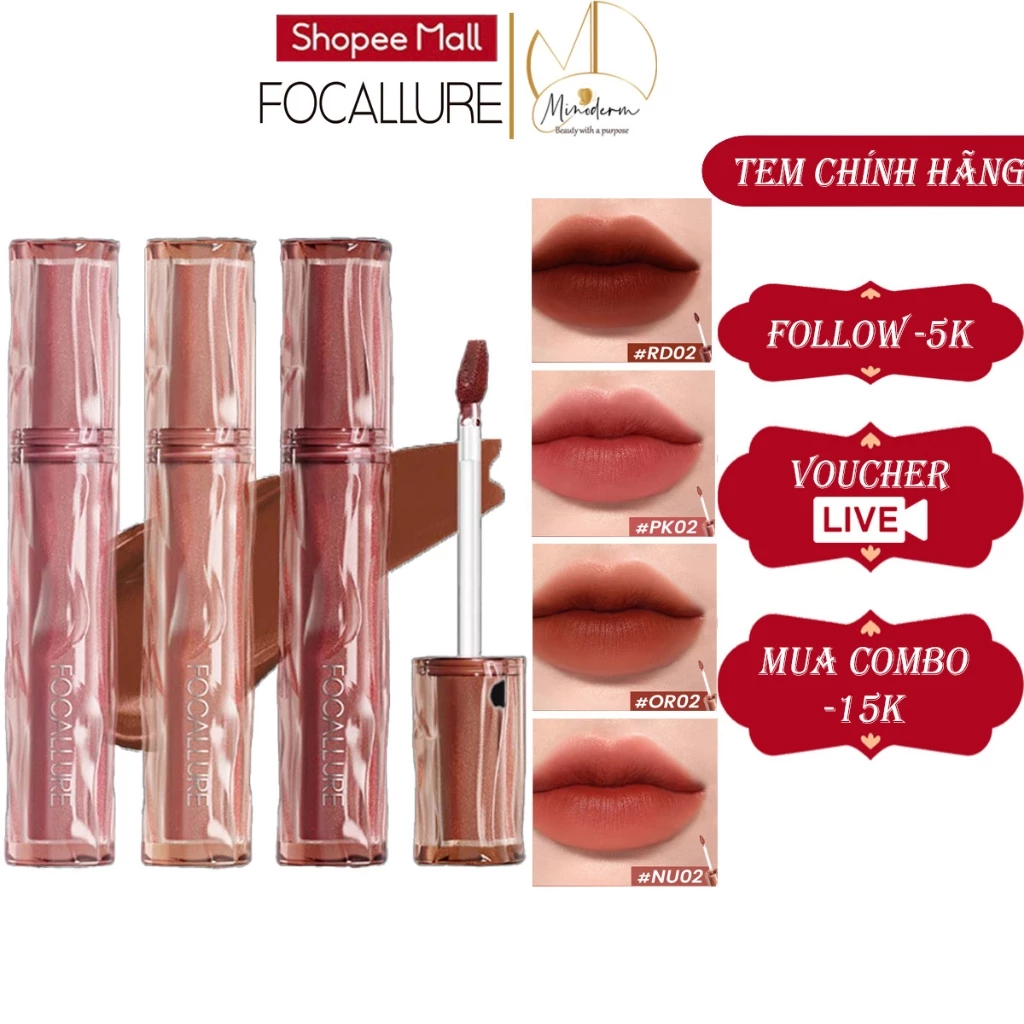 Shopee Mall
FOCALLURE
MD
Minoderm
Beauty with a purpose
TEM CHÍNH HÃNG
#RD02
FOLLOW -5K
#PK02
VOUCHER
LIVE
#OR02
MUA COMBO
-15K
#NU02
FOCALLURE
FOCALLURE
FOCALLURE